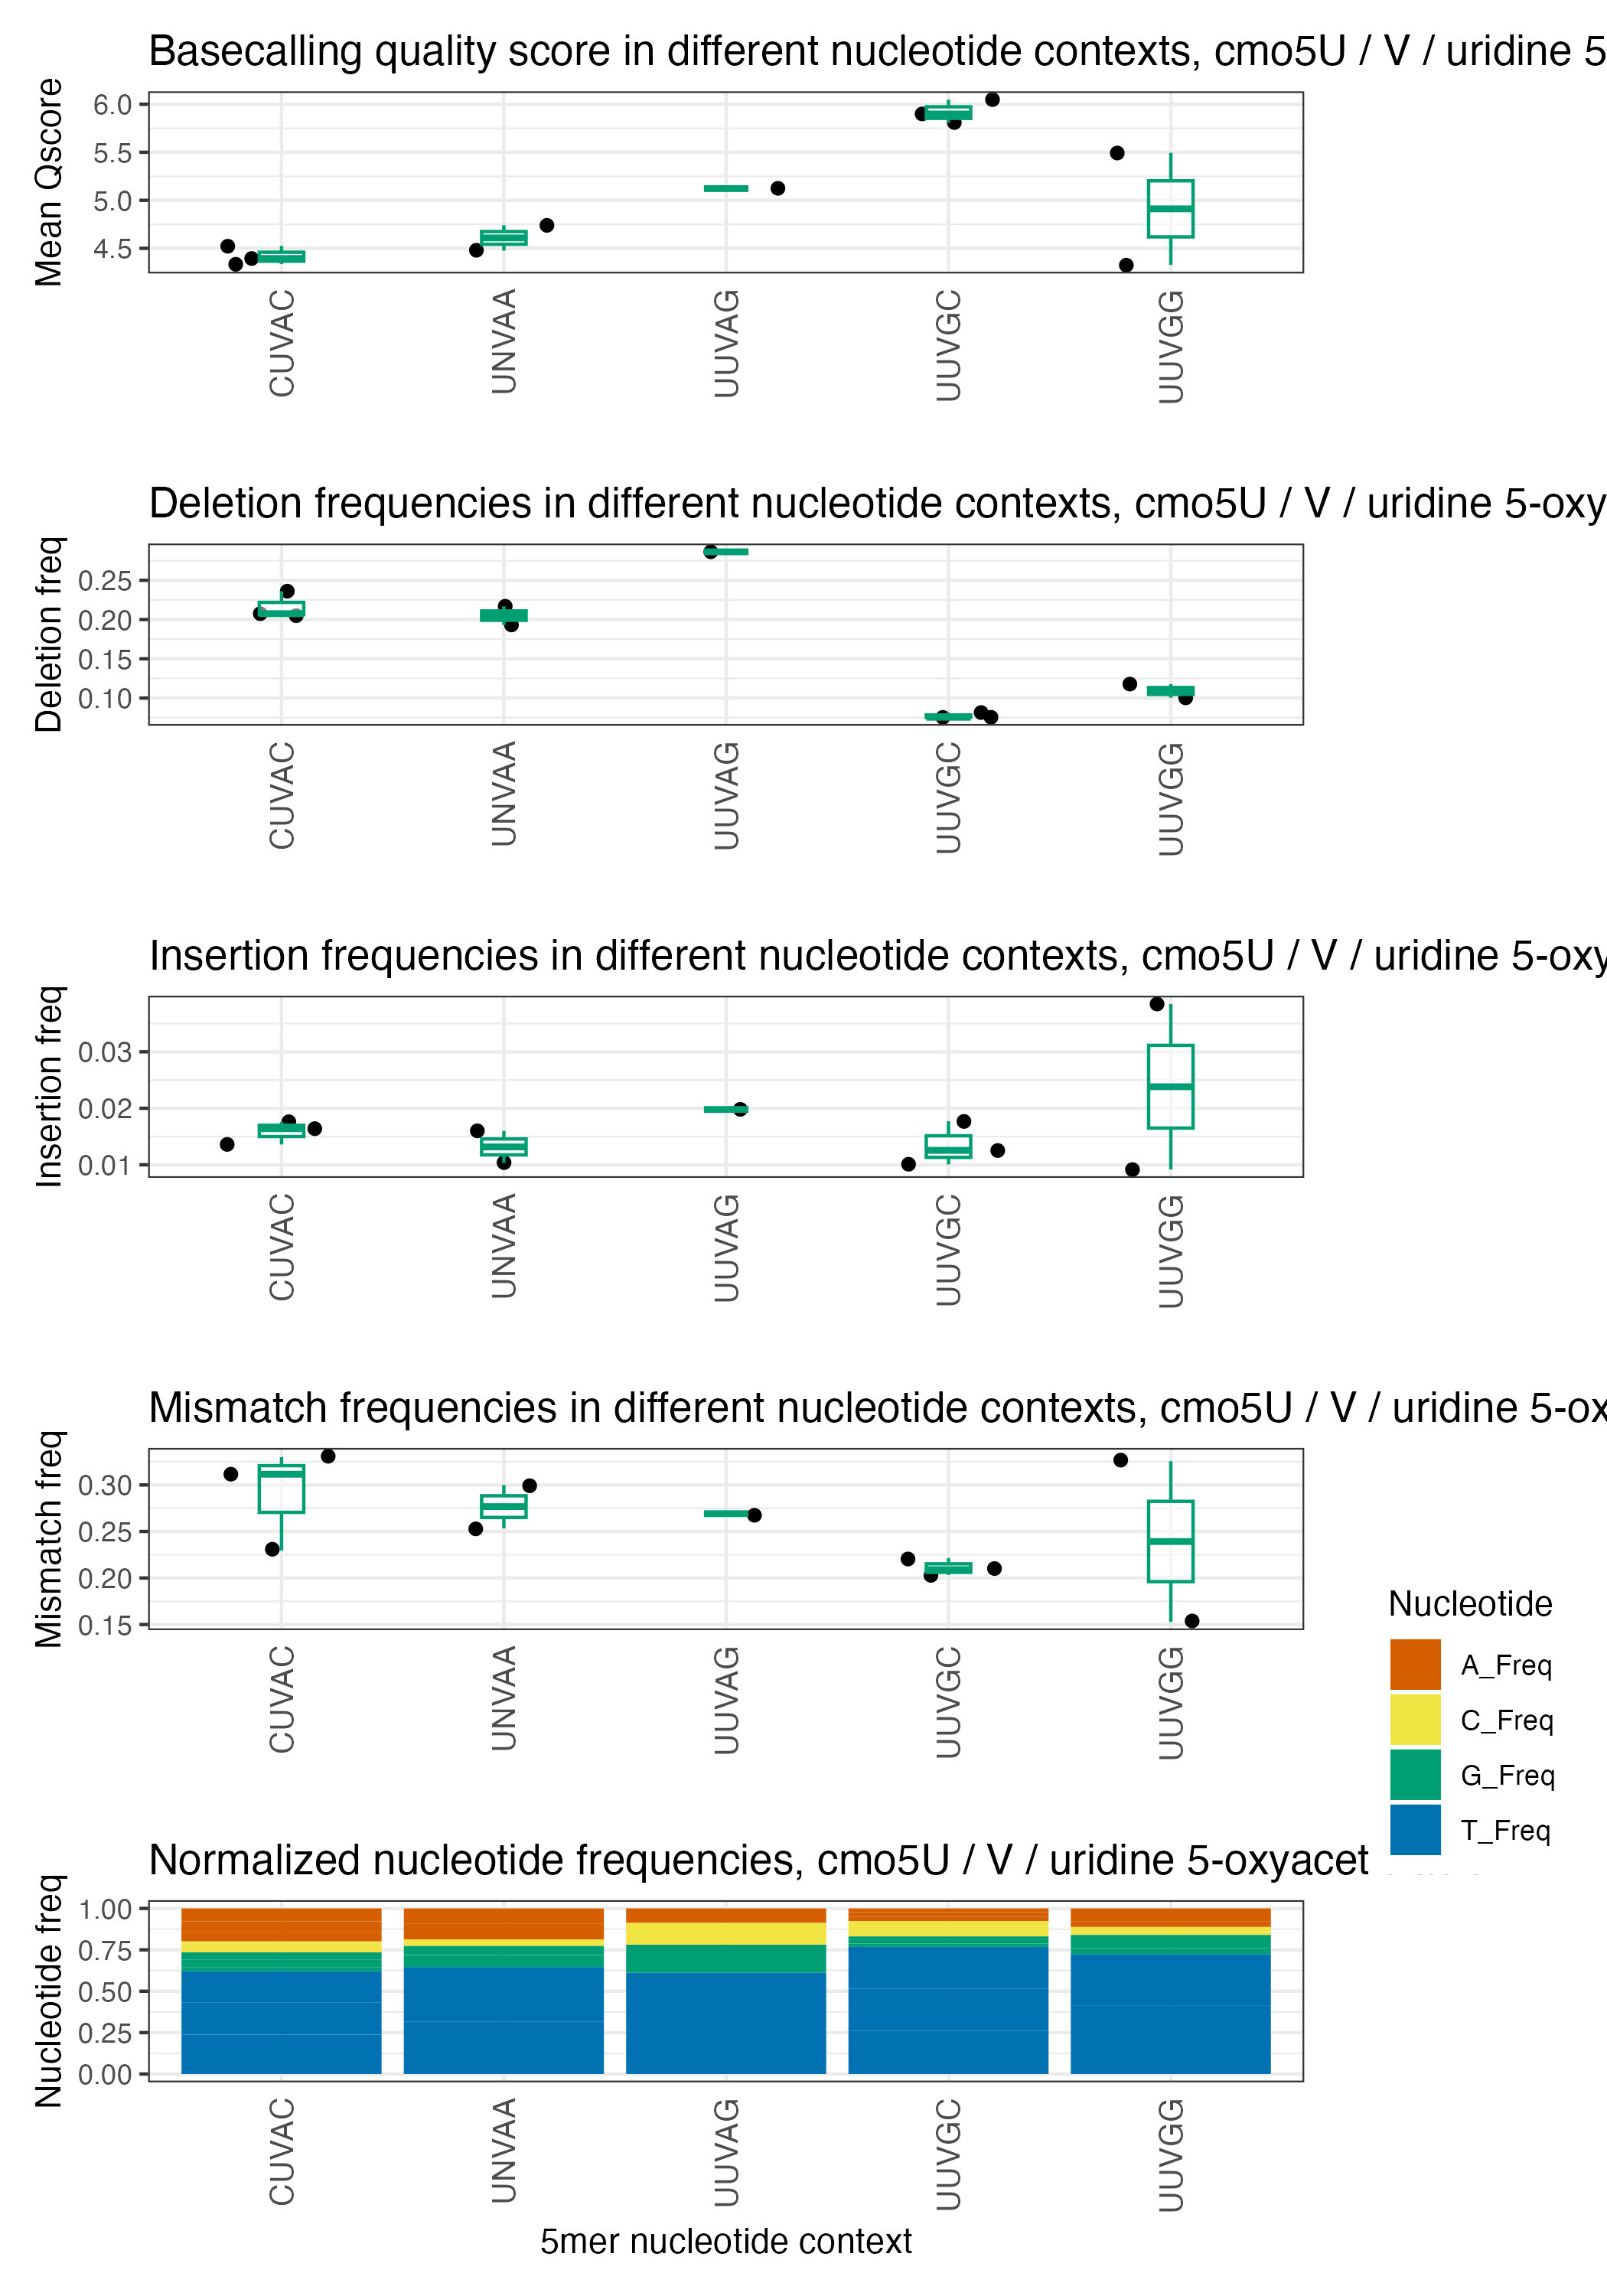 Basecalling quality score in different nucleotide contexts, cmo5U / V / uridine 5
Mean Qscore
6.0
5.5
5.0
4.5
CUVAC
UNVAA
UUVAG
UUVGC
UUVGG
Deletion frequencies in different nucleotide contexts, cmo5U / V / uridine 5-oxy
Deletion freq
0.25
0.20
0.15
0.10
CUVAC
UNVAA
UUVAG
UUVGC
UUVGG
Insertion frequencies in different nucleotide contexts, cmo5U / V / uridine 5-oxy
Insertion freq
0.03
0.02
0.01
CUVAC
UNVAA
UUVAG
UUVGC
UUVGG
Mismatch frequencies in different nucleotide contexts, cmo5U / V / uridine 5-ox
Mismatch freq
0.30
0.25
0.20
0.15
CUVAC
UNVAA
UUVAG
UUVGC
UUVGG
Nucleotide
A_Freq
C_Freq
G_Freq
T_Freq
Normalized nucleotide frequencies, cmo5U / V / uridine 5-oxyacet
Nucleotide freq
1.00
0.75
0.50
0.25
0.00
CUVAC
UNVAA
UUVAG
UUVGC
UUVGG
5mer nucleotide context